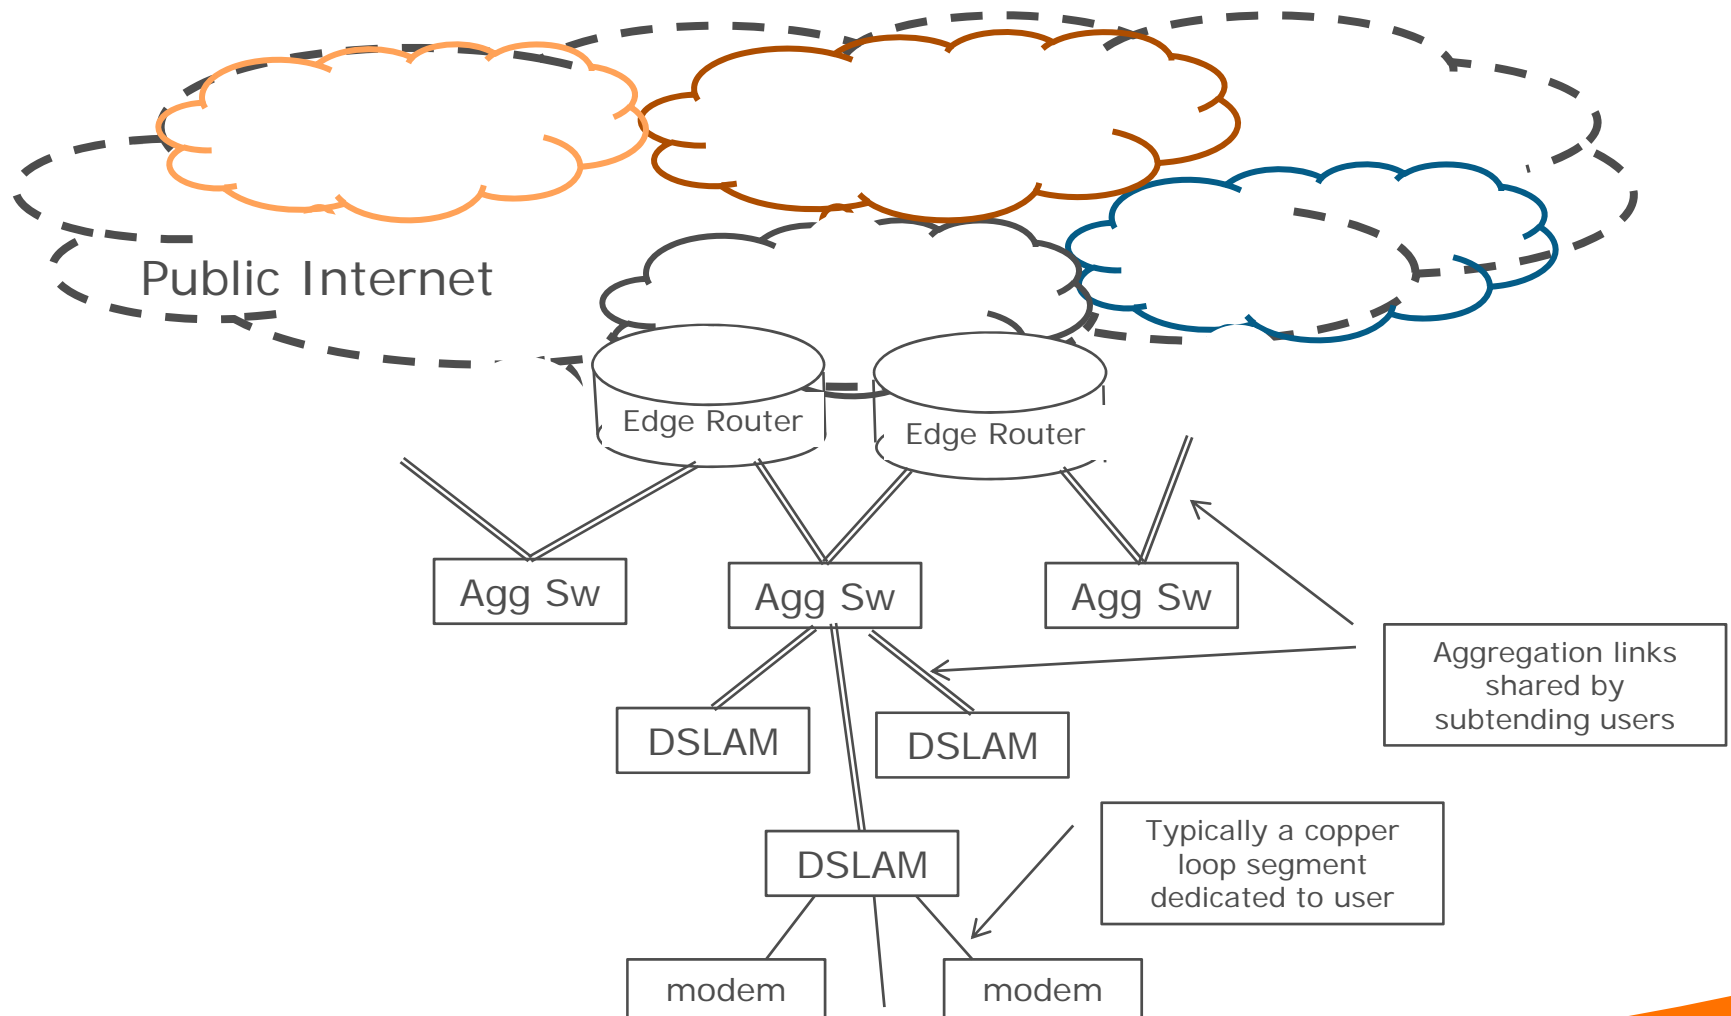 Public Internet
Edge Router
Edge Router
Agg Sw
Agg Sw
Agg Sw
Aggregation links
shared by
subtending users
DSLAM
DSLAM
DSLAM
Typically a copper
loop segment
dedicated to user
modem
modem